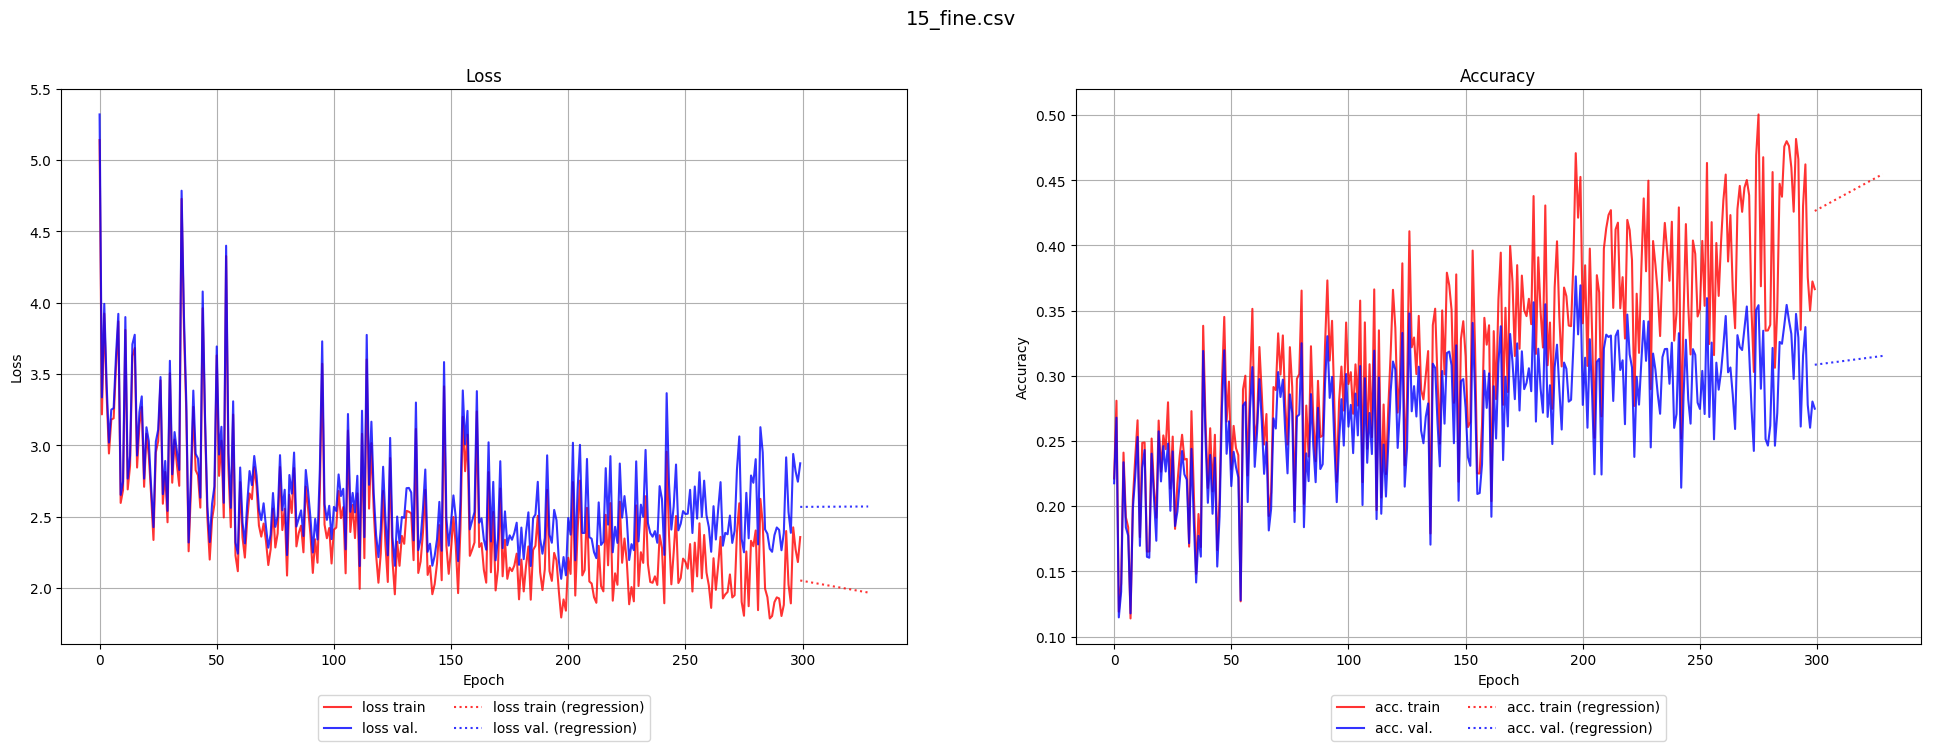 15_fine.csv
Loss
5.5
5.0
4.5
4.0
3.5
3.0
2.5
2.0
Loss
0 50 100 150 200 250 300
Epoch
loss train loss train (regression)
loss val. loss val. (regression)
Accuracy
0.50
0.45
0.40
0.35
0.30
0.25
0.20
0.15
0.10
Accuracy
0 50 100 150 200 250 300
Epoch
acc. train acc. train (regression)
acc. val. acc. val. (regression)